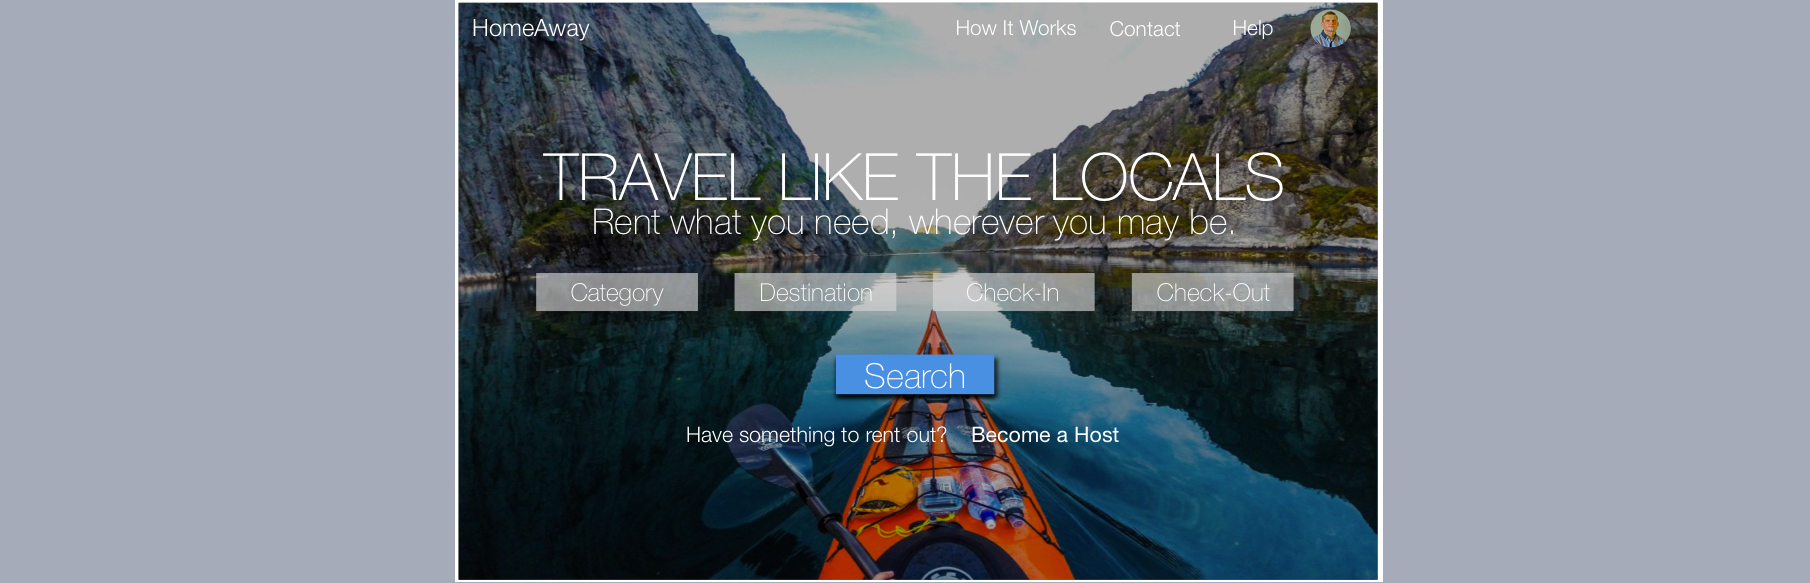 HomeAway
How It Works
Contact
Help
TRAVEL LIKE THE LOCALS
Rent what you need, wherever you may be.
Category
Destination
Check-In
Check-Out
Search
Have something to rent out? Become a Host